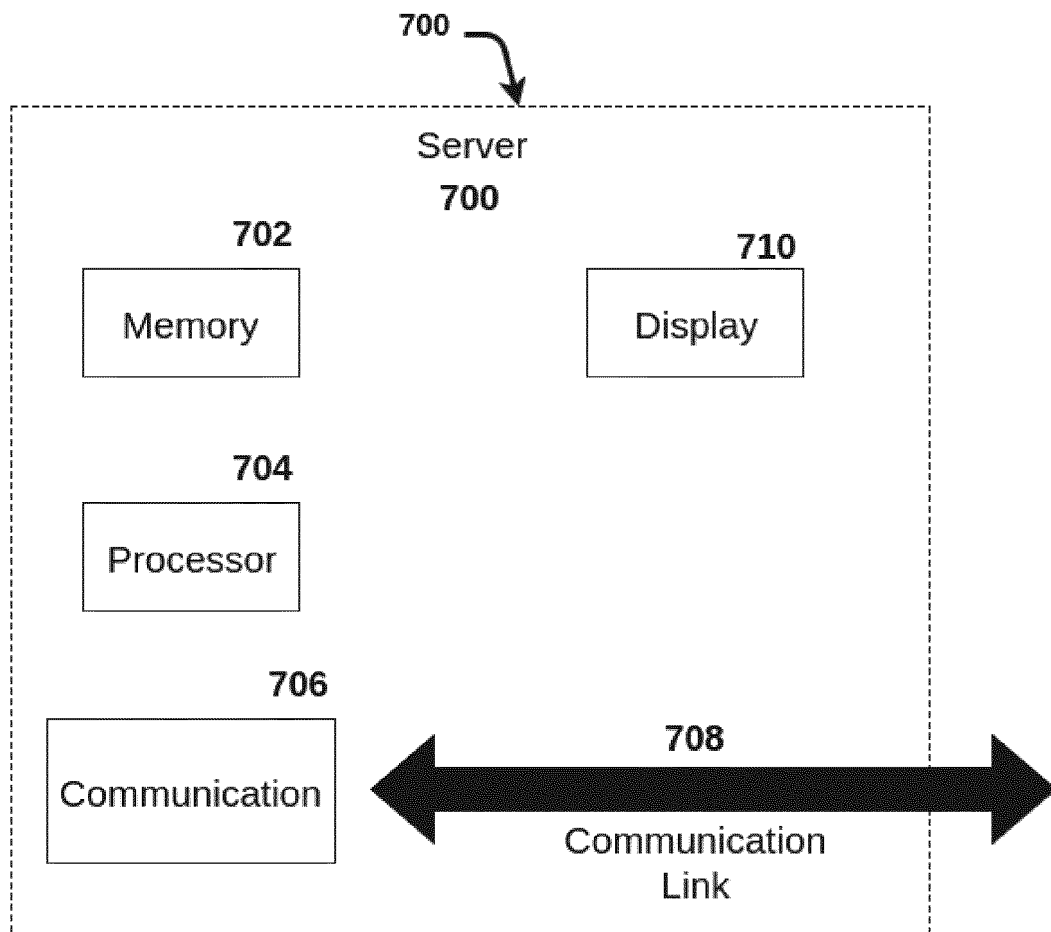 700
Server
700
702
710
Memory
Display
704
Processor
706
708
Communication
Communication
Link